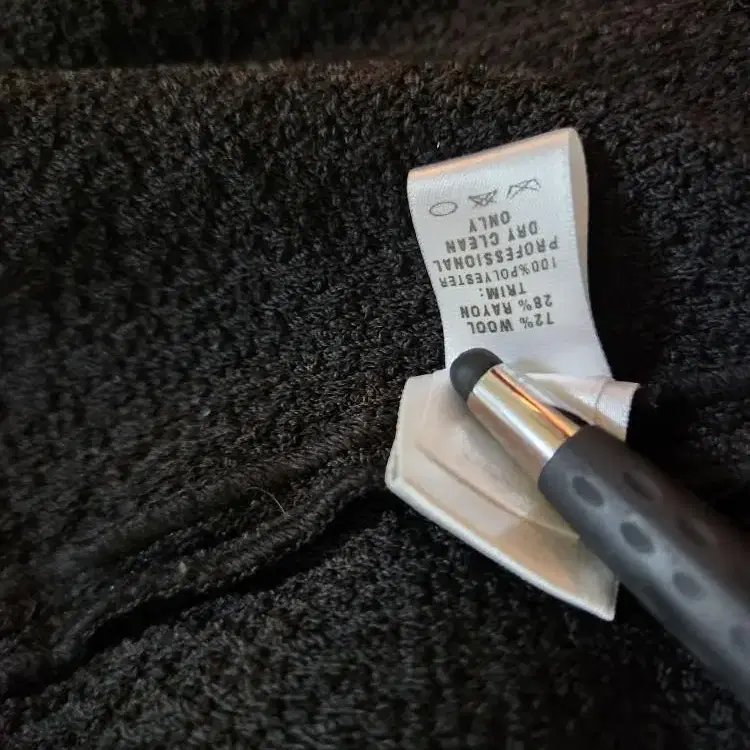 72% WOOL
28% RAYON
TRIM:
100%POLYESTER
PROFESSIONAL
DRY CLEAN
ONLY